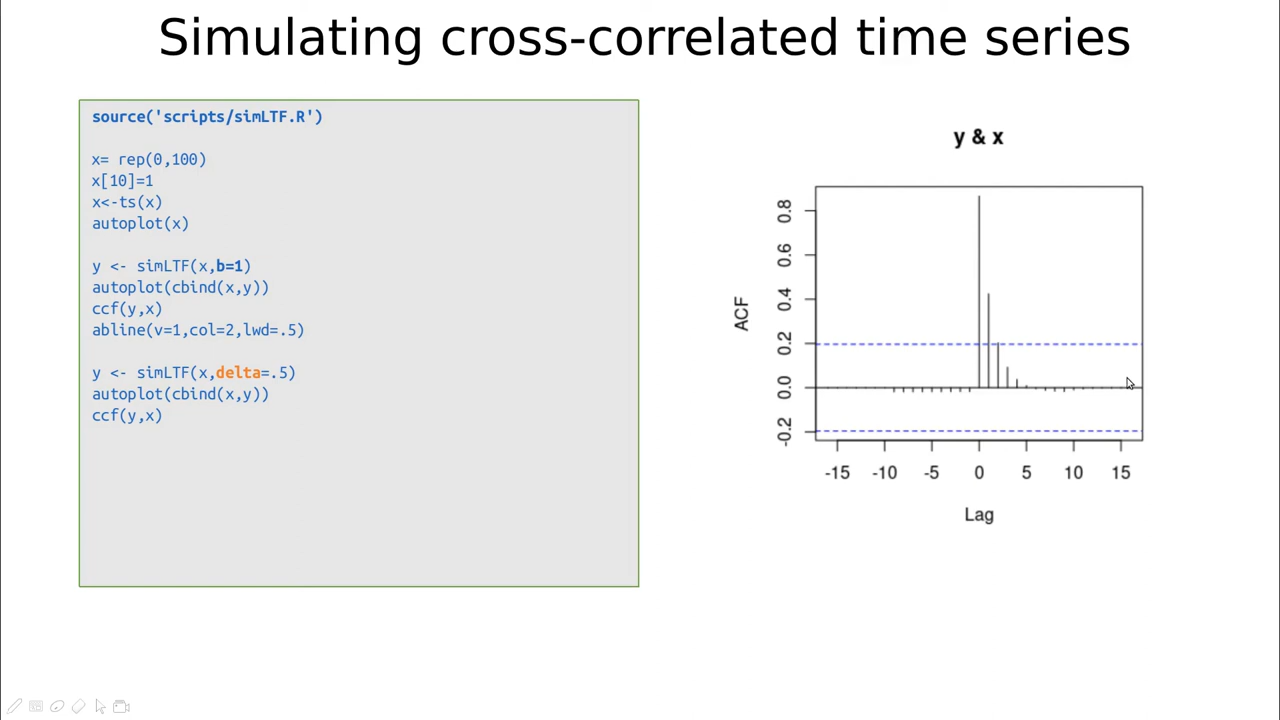 Simulating cross-correlated time series
source('scripts/simLTF.R')
x= rep(0,100)
x[10]=1
x<-ts(x)
autoplot(x)
y <- simLTF(x,b=1)
autoplot(cbind(x,y))
ccf(y,x)
abline(v=1,col=2,lwd=.5)
y <- simLTF(x,delta=.5)
autoplot(cbind(x,y))
ccf(y,x)
y & x
ACF
0.8
0.6
0.4
0.2
0.0
-0.2
-15 -10 -5 0 5 10 15
Lag